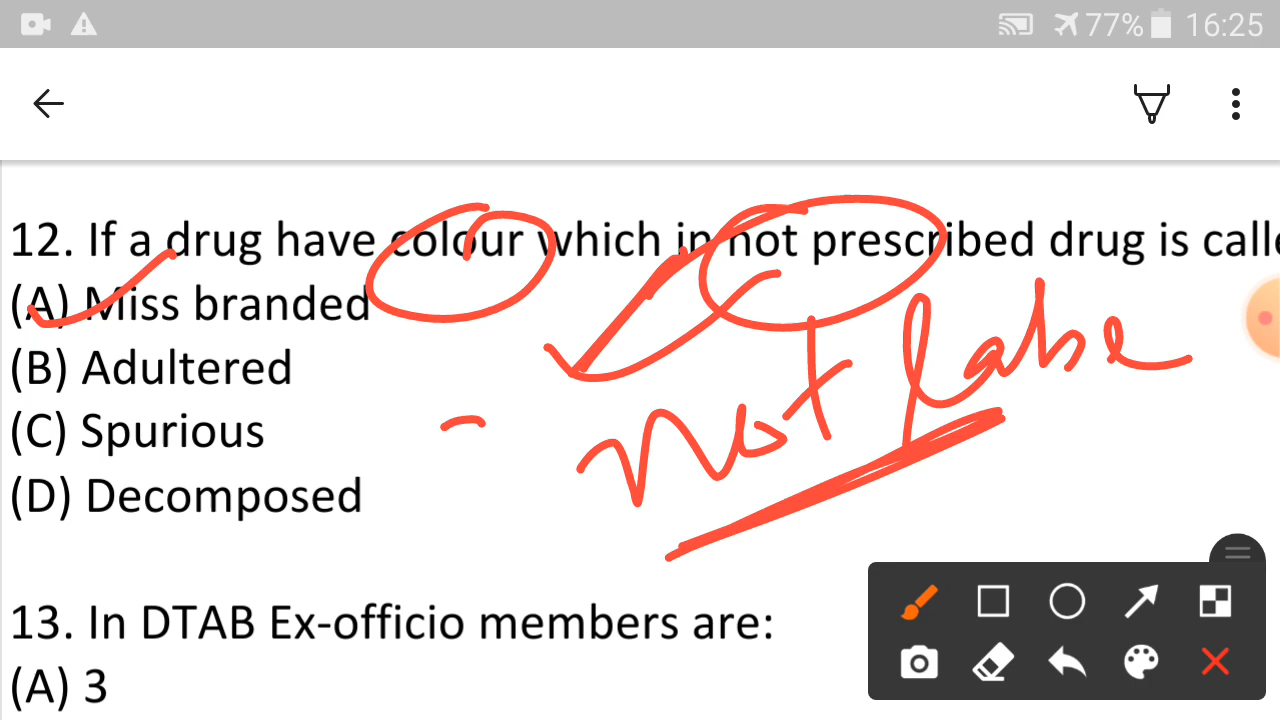 77% 16:25
12. If a drug have colour which in not prescribed drug is calle
(A) Miss branded
(B) Adultered
(C) Spurious
(D) Decomposed
not labe
13. In DTAB Ex-officio members are:
(A) 3